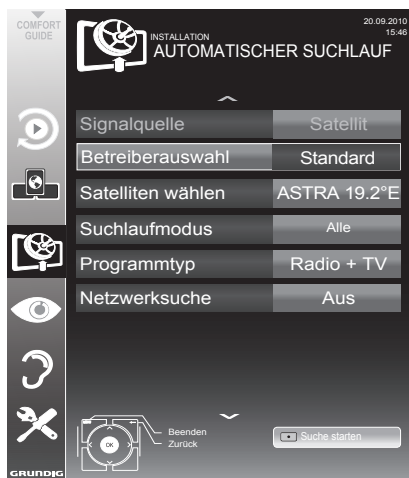 COMFORT
GUIDE
20.09.2010
15:46
INSTALLATION
AUTOMATISCHER SUCHLAUF
Signalquelle Satellit
Betreiberauswahl Standard
Satelliten wählen ASTRA 19.2°E
Suchlaufmodus Alle
Programmtyp Radio + TV
Netzwerksuche Aus
OK
Beenden
Zurück
Suche starten
GRUNDIG